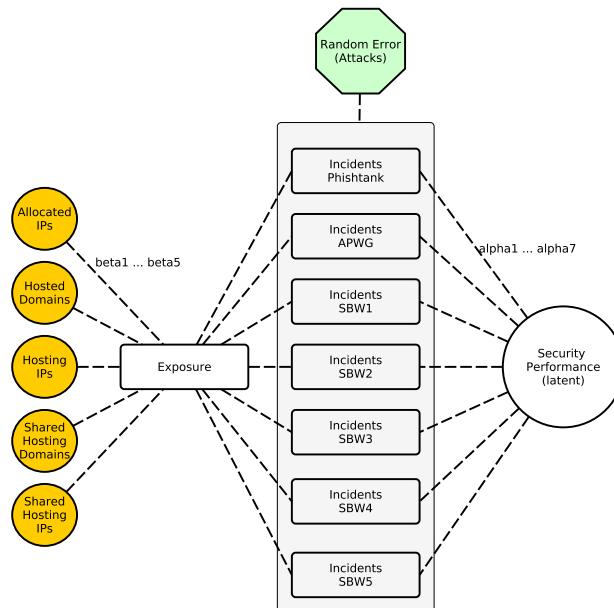 Random Error
(Attacks)
Incidents
Phishtank
Allocated
IPs
Incidents
APWG
alpha1 ... alpha7
beta1 ... beta5
Hosted
Domains
Incidents
SBW1
Hosting
IPs
Exposure
Incidents
SBW2
Security
Performance
(latent)
Shared
Hosting
Domains
Incidents
SBW3
Shared
Hosting
IPs
Incidents
SBW4
Incidents
SBW5